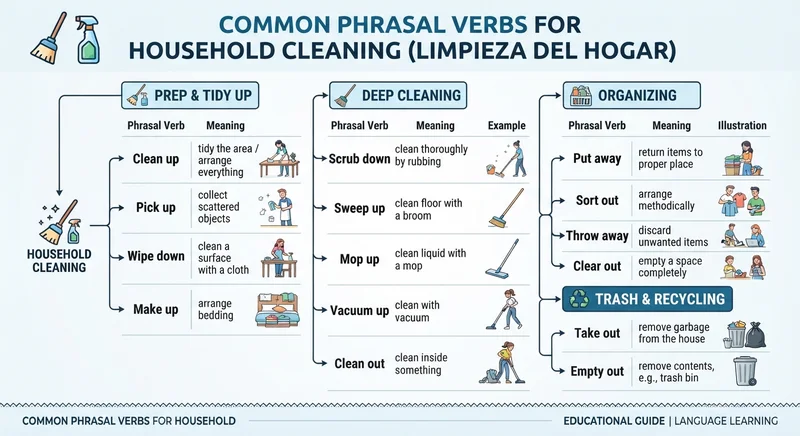 COMMON PHRASAL VERBS FOR
HOUSEHOLD CLEANING (LIMPIEZA DEL HOGAR)
HOUSEHOLD
CLEANING
PREP & TIDY UP
Phrasal Verb Meaning
Clean up
tidy the area /
arrange
everything
Pick up
collect
scattered
objects
Wipe down
clean a
surface
with a cloth
Make up
arrange
bedding
DEEP CLEANING
Phrasal Verb Meaning Example
Scrub down
clean thoroughly
by rubbing
Sweep up
clean floor with
a broom
Mop up
clean liquid with
a mop
Vacuum up
clean with
vacuum
Clean out
clean inside
something
ORGANIZING
Phrasal Verb Meaning Illustration
Put away
return items to
proper place
Sort out
arrange
methodically
Throw away
discard
unwanted items
Clear out
empty a space
completely
TRASH & RECYCLING
Take out
remove garbage
from the house
Empty out
remove contents,
e.g., trash bin
COMMON PHRASAL VERBS FOR HOUSEHOLD
EDUCATIONAL GUIDE | LANGUAGE LEARNING